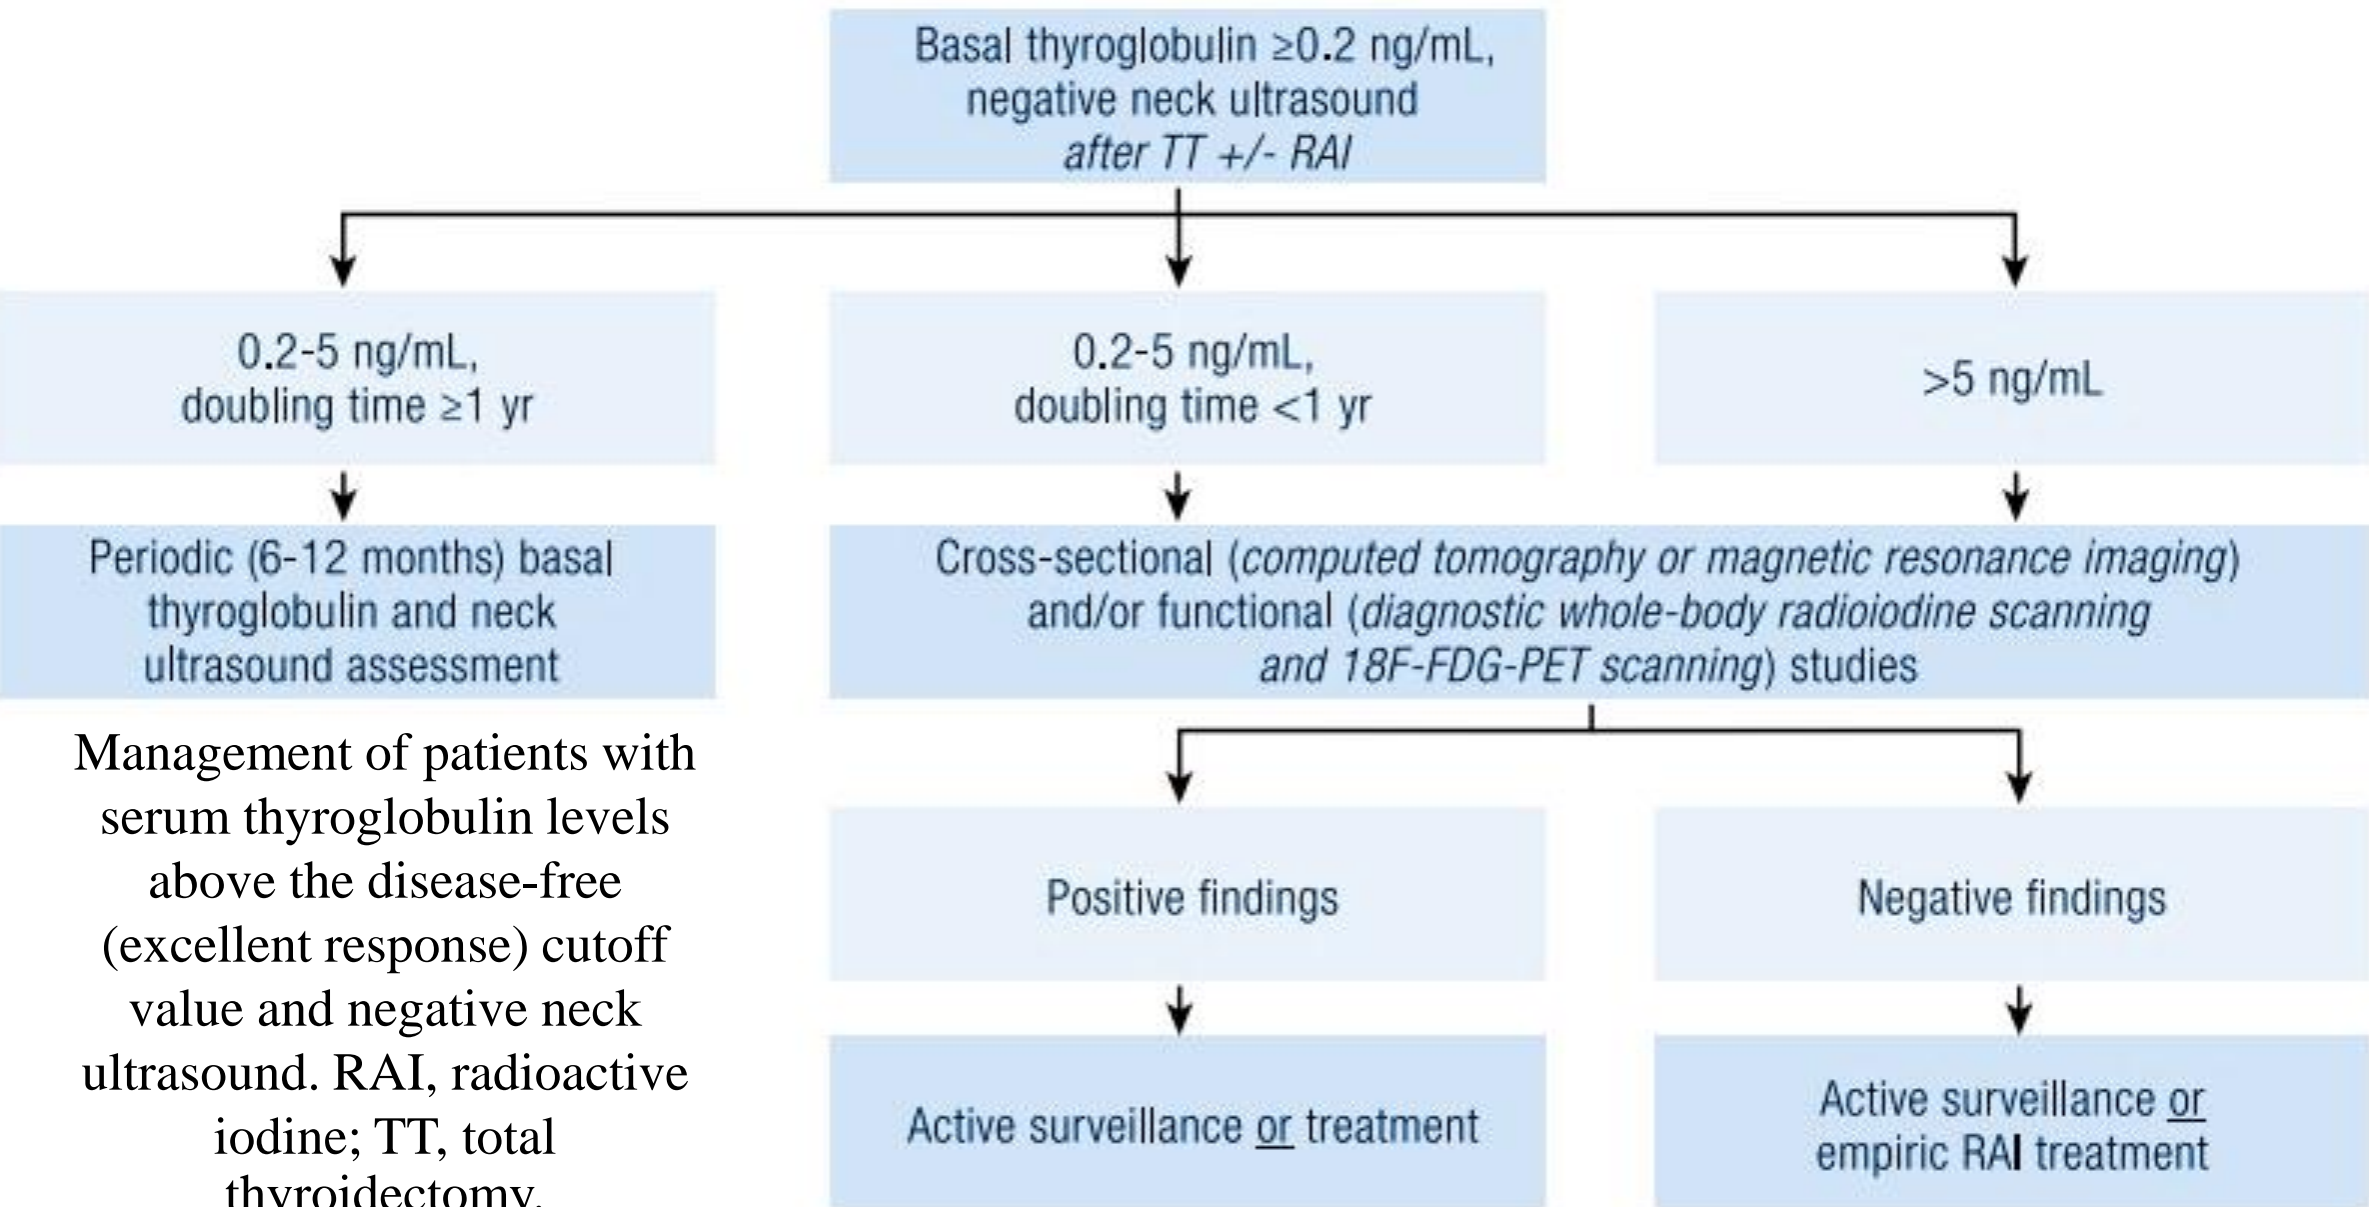 Basal thyroglobulin ≥0.2 ng/mL,
negative neck ultrasound
after TT +/- RAI
0.2-5 ng/mL,
doubling time ≥1 yr
0.2-5 ng/mL,
doubling time <1 yr
>5 ng/mL
Periodic (6-12 months) basal
thyroglobulin and neck
ultrasound assessment
Cross-sectional (computed tomography or magnetic resonance imaging)
and/or functional (diagnostic whole-body radioiodine scanning
and 18F-FDG-PET scanning) studies
Management of patients with
serum thyroglobulin levels
above the disease-free
(excellent response) cutoff
value and negative neck
ultrasound. RAI, radioactive
iodine; TT, total
thyroidectomy.
Positive findings
Negative findings
Active surveillance or treatment
Active surveillance or
empiric RAI treatment